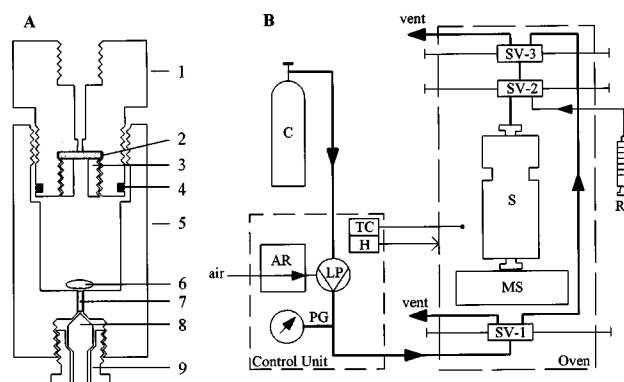 A
1
2
3
4
5
6
7
8
9
B
vent
SV-3
SV-2
C
S
R
TC
H
AR
air
LP
MS
PG
vent
SV-1
Control Unit
Oven